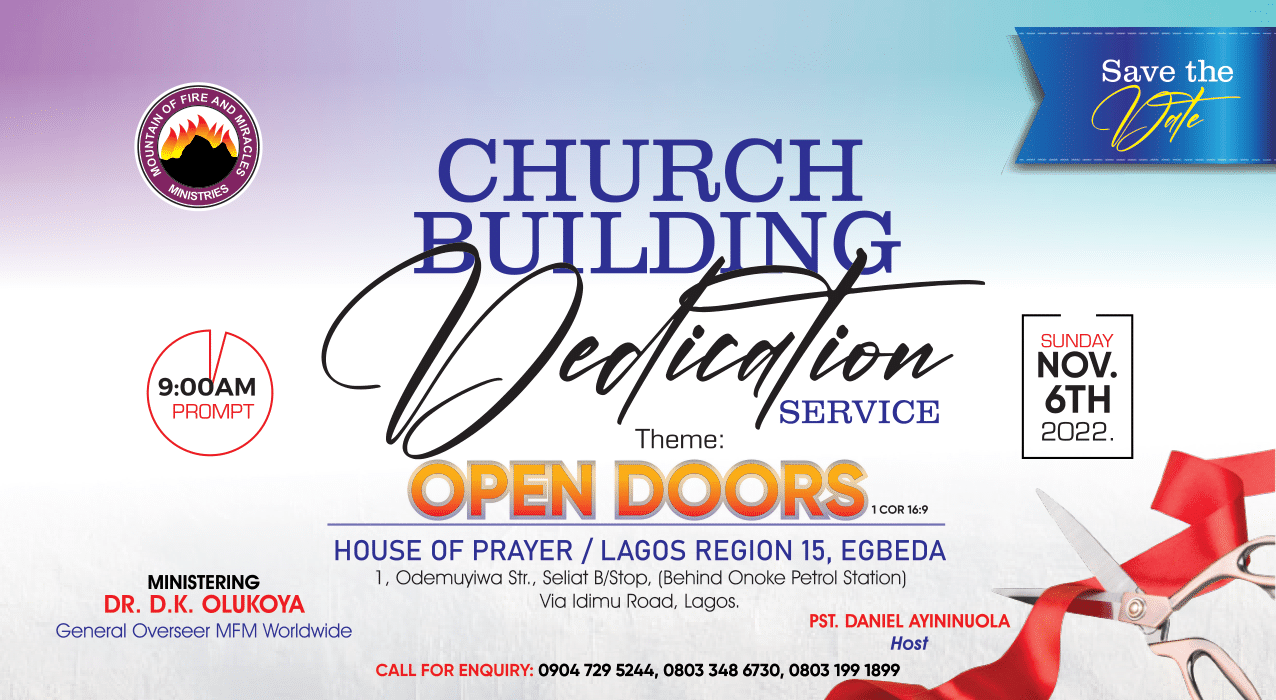 MOUNTAIN OF FIRE AND MIRACLES
MINISTRIES
Save the
Date
CHURCH
BUILDING
Dedication
SERVICE
9:00AM
PROMPT
SUNDAY
NOV.
6TH
2022.
Theme:
OPEN DOORS 1 COR 16:9
HOUSE OF PRAYER / LAGOS REGION 15, EGBEDA
1, Odemuyiwa Str., Seliat B/Stop, (Behind Onoke Petrol Station)
Via Idimu Road, Lagos.
MINISTERING
DR. D.K. OLUKOYA
General Overseer MFM Worldwide
PST. DANIEL AYININUOLA
Host
CALL FOR ENQUIRY: 0904 729 5244, 0803 348 6730, 0803 199 1899